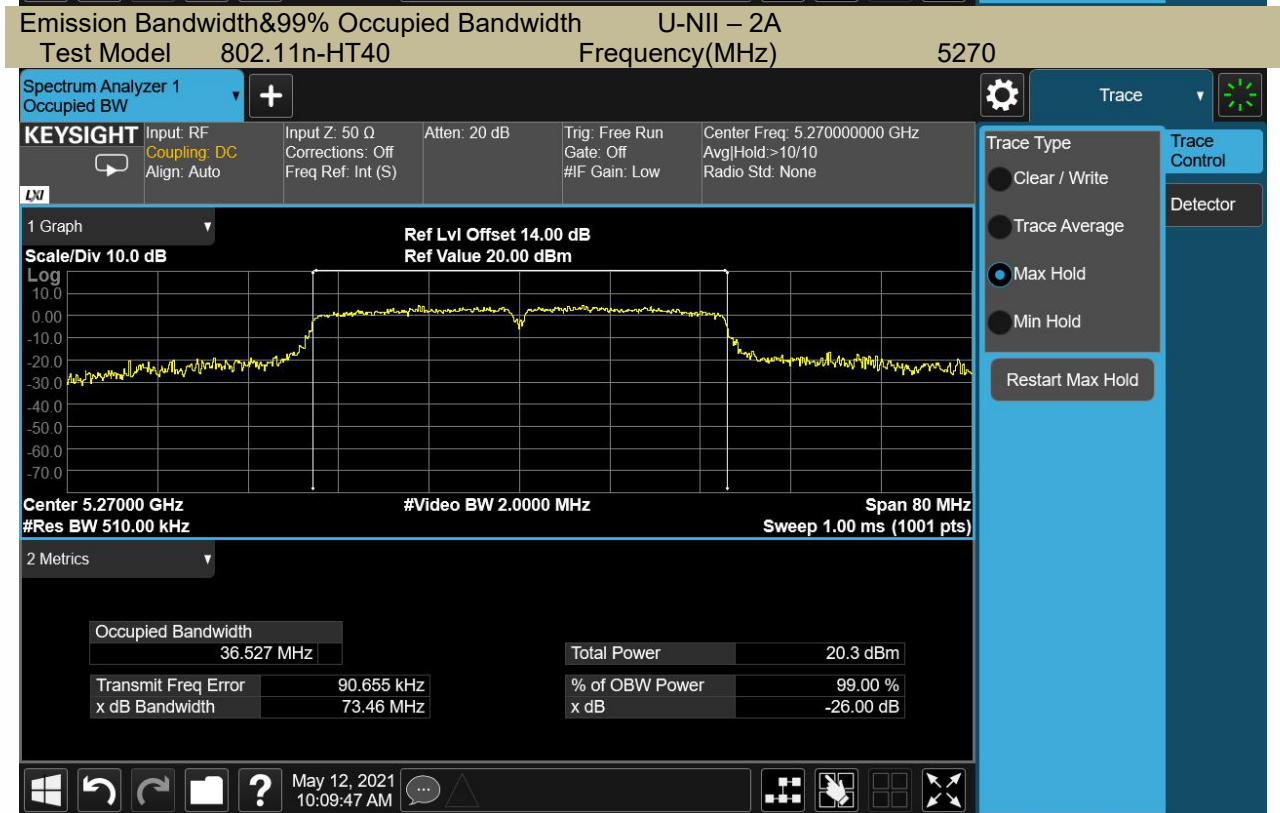 Emission Bandwidth&99% Occupied Bandwidth U-NII – 2A
Test Model 802.11n-HT40 Frequency(MHz) 5270
Spectrum Analyzer 1
Occupied BW
+
Trace
KEYSIGHT
LXI
Input: RF
Coupling: DC
Align: Auto
Input Z: 50 Ω
Corrections: Off
Freq Ref: Int (S)
Atten: 20 dB
Trig: Free Run
Gate: Off
#IF Gain: Low
Center Freq: 5.270000000 GHz
Avg|Hold:>10/10
Radio Std: None
Trace Type
Clear / Write
Trace Average
Max Hold
Min Hold
Restart Max Hold
Trace
Control
Detector
1 Graph
Scale/Div 10.0 dB
Ref Lvl Offset 14.00 dB
Ref Value 20.00 dBm
Log
10.0
0.00
-10.0
-20.0
-30.0
-40.0
-50.0
-60.0
-70.0
Center 5.27000 GHz
#Res BW 510.00 kHz
#Video BW 2.0000 MHz
Span 80 MHz
Sweep 1.00 ms (1001 pts)
2 Metrics
Occupied Bandwidth
36.527 MHz
Total Power 20.3 dBm
Transmit Freq Error 90.655 kHz
% of OBW Power 99.00 %
x dB Bandwidth 73.46 MHz
x dB -26.00 dB
?
May 12, 2021
10:09:47 AM